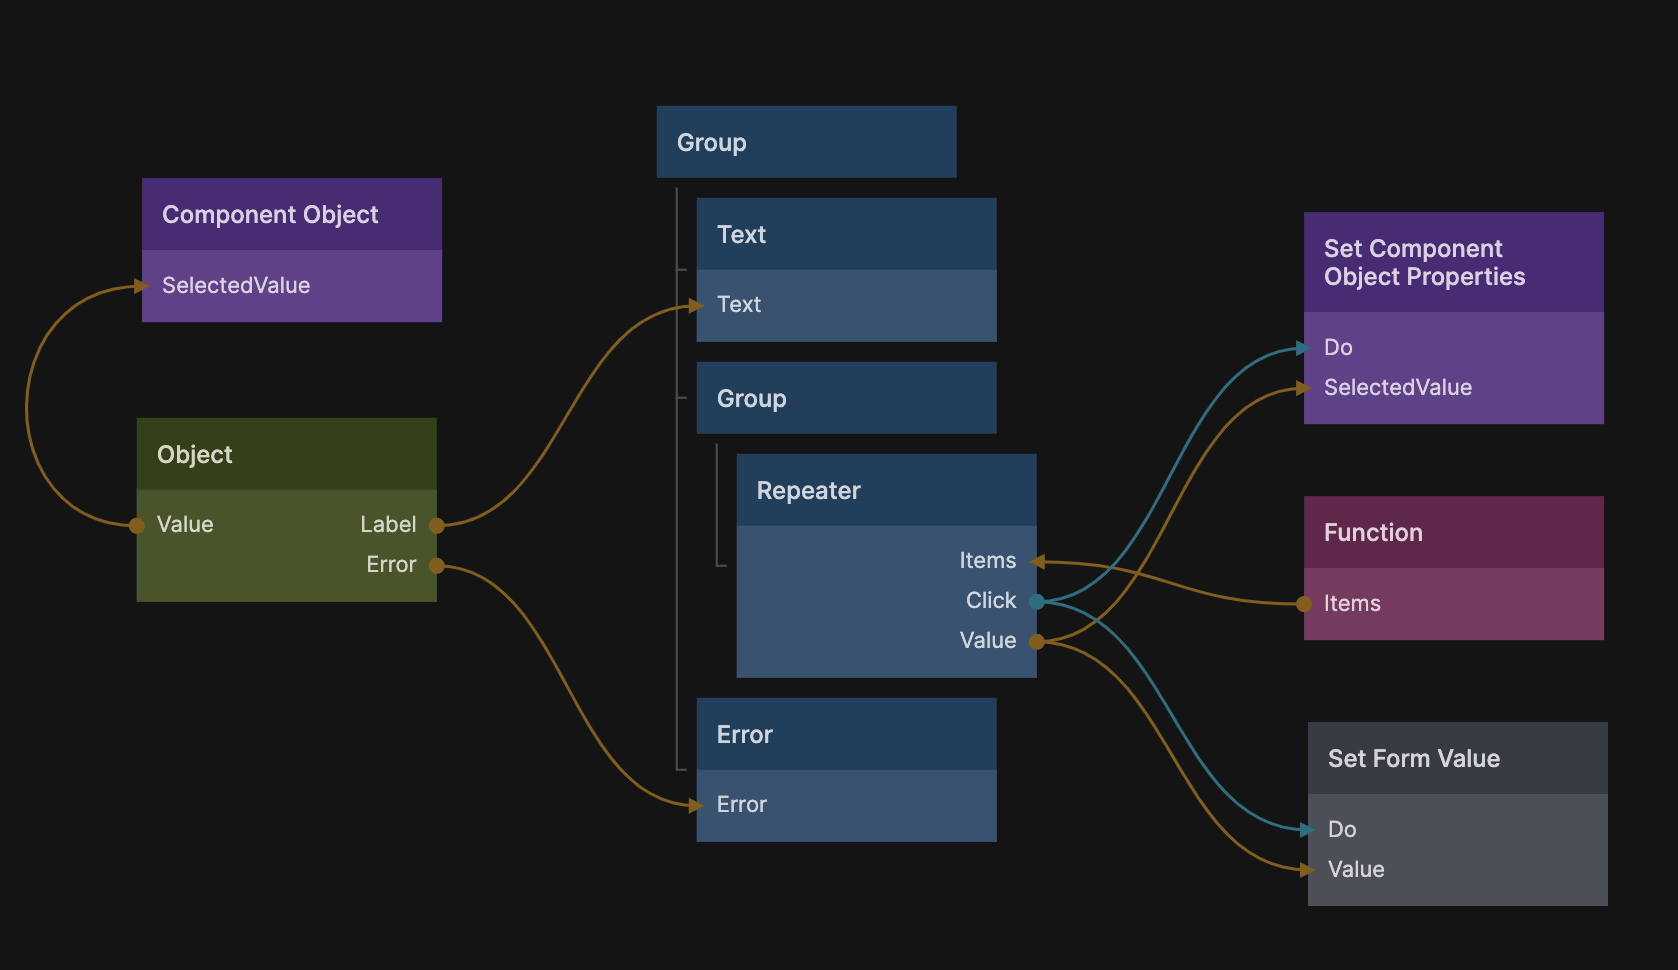 Component Object
SelectedValue
Object
Value
Label
Error
Group
Text
Text
Group
Repeater
Items
Click
Value
Error
Error
Set Component
Object Properties
Do
SelectedValue
Function
Items
Set Form Value
Do
Value